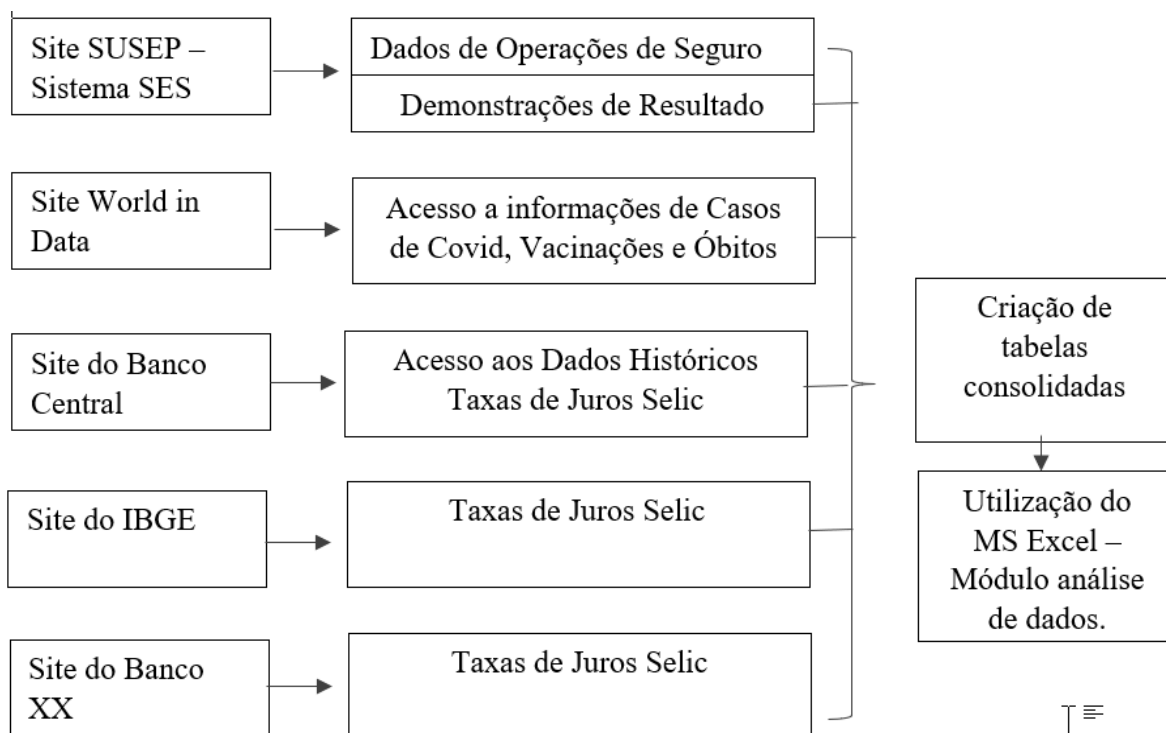 Site SUSEP –
Sistema SES
Dados de Operações de Seguro
Demonstrações de Resultado
Site World in
Data
Acesso a informações de Casos
de Covid, Vacinações e Óbitos
Site do Banco
Central
Acesso aos Dados Históricos
Taxas de Juros Selic
Site do IBGE
Taxas de Juros Selic
Site do Banco
XX
Taxas de Juros Selic
Criação de
tabelas
consolidadas
Utilização do
MS Excel –
Módulo análise
de dados.